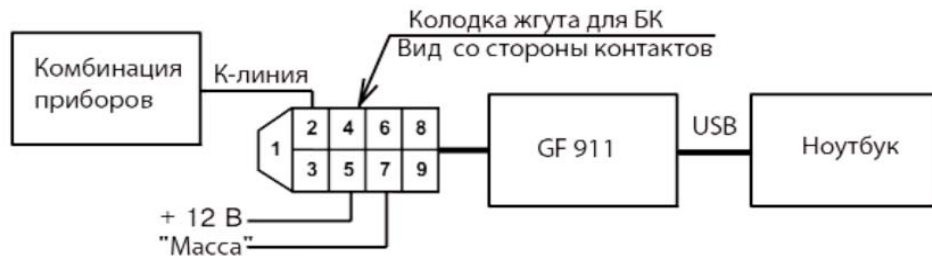 Колодка жгута для БК
Вид со стороны контактов
Комбинация
приборов
К-линия
1
2 4 6 8
3 5 7 9
GF 911
USB
Ноутбук
+ 12 В
"Масса"